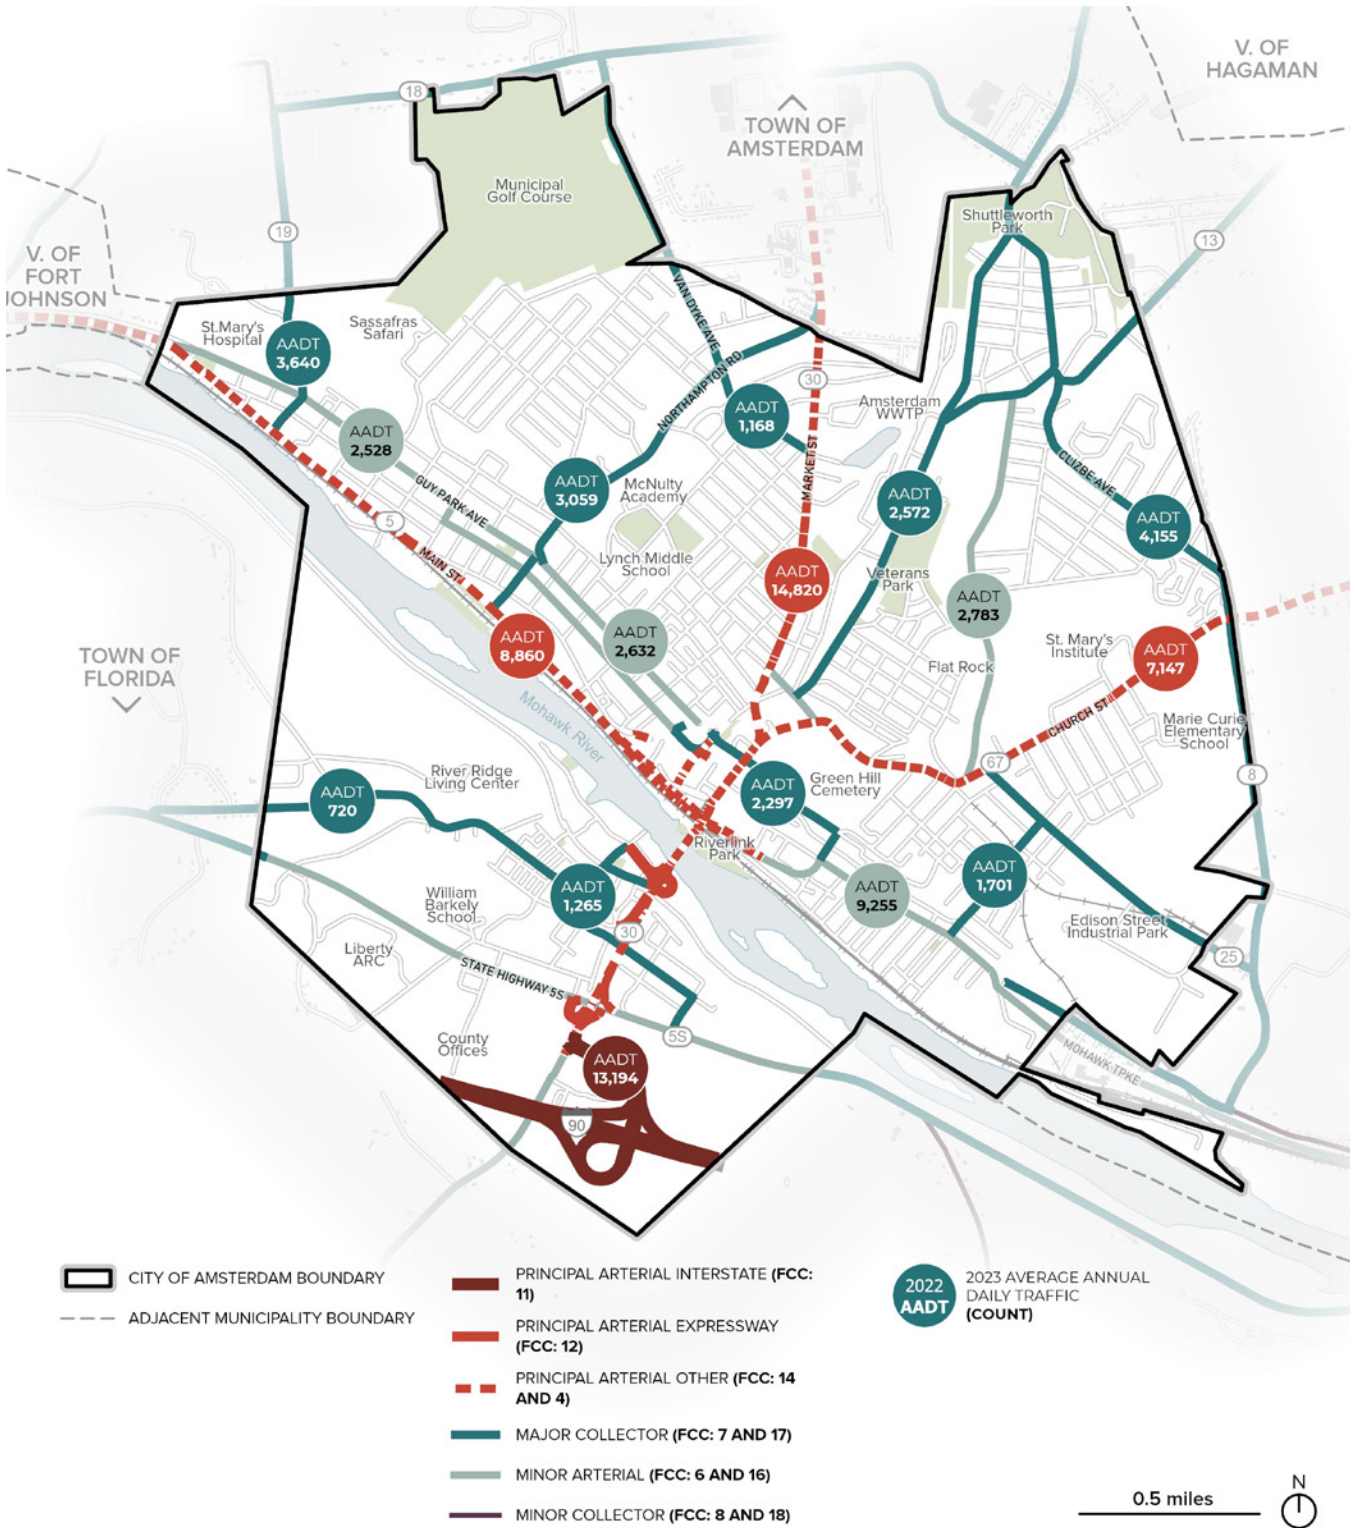 V. OF
HAGAMAN
18
TOWN OF
AMSTERDAM
Municipal
Golf Course
Shuttleworth
Park
19
13
V. OF
FORT
JOHNSON
St.Mary's
Hospital
Sassafras
Safari
VAN DYKE AVE
AADT
3,640
NORTHAMPTON RD
30
AADT
1,168
Amsterdam
WWTP
AADT
2,528
MARKET ST
CLIZBE AVE
GUY PARK AVE
AADT
3,059
McNulty
Academy
AADT
2,572
5
AADT
4,155
MAIN ST
Lynch Middle
School
AADT
14,820
Veterans
Park
AADT
2,783
AADT
8,860
AADT
2,632
St. Mary's
Institute
AADT
7,147
TOWN OF
FLORIDA
Flat Rock
Mohawk River
CHURCH ST
Marie Curie
Elementary
School
67
8
River Ridge
Living Center
AADT
720
AADT
2,297
Green Hill
Cemetery
Riverlink
Park
AADT
1,265
William
Barkely
School
AADT
9,255
AADT
1,701
30
Edison Street
Industrial Park
Liberty
ARC
STATE HIGHWAY 5S
25
County
Offices
5S
MOHAWK TPKE
AADT
13,194
90
CITY OF AMSTERDAM BOUNDARY
ADJACENT MUNICIPALITY BOUNDARY
PRINCIPAL ARTERIAL INTERSTATE (FCC:
11)
PRINCIPAL ARTERIAL EXPRESSWAY
(FCC: 12)
PRINCIPAL ARTERIAL OTHER (FCC: 14
AND 4)
MAJOR COLLECTOR (FCC: 7 AND 17)
MINOR ARTERIAL (FCC: 6 AND 16)
MINOR COLLECTOR (FCC: 8 AND 18)
2022
AADT
2023 AVERAGE ANNUAL
DAILY TRAFFIC
(COUNT)
0.5 miles
N